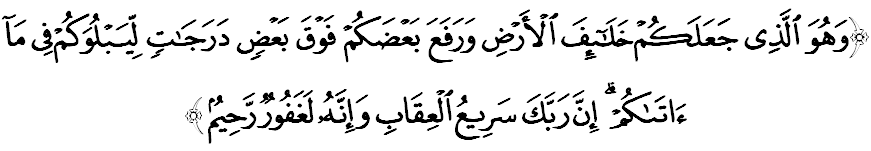 ﴿وَهُوَ ٱلَّذِى جَعَلَكُمْ خَلَـٰٓئِفَ ٱلْأَرْضِ وَرَفَعَ بَعْضَكُمْ فَوْقَ بَعْضٍ دَرَجَـٰتٍ لِّيَبْلُوَكُمْ فِى مَآ
ءَاتَىٰكُمْ ۗ إِنَّ رَبَّكَ سَرِيعُ ٱلْعِقَابِ وَإِنَّهُۥ لَغَفُورٌ رَّحِيمٌۢ﴾